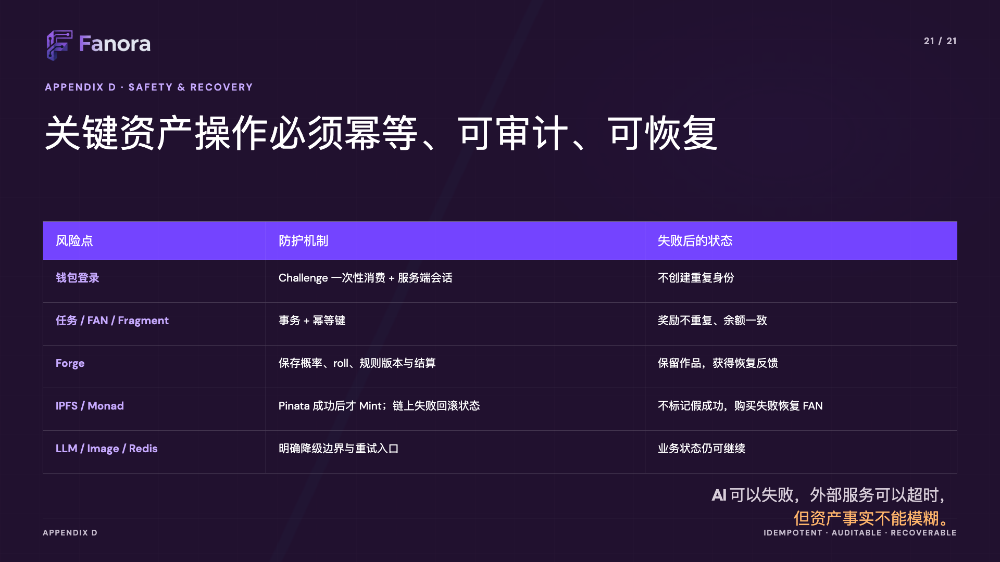 Fanora
21 / 21
APPENDIX D · SAFETY & RECOVERY
关键资产操作必须幂等、可审计、可恢复
风险点 防护机制 失败后的状态
钱包登录 Challenge 一次性消费 + 服务端会话 不创建重复身份
任务 / FAN / Fragment 事务 + 幂等键 奖励不重复、余额一致
Forge 保存概率、roll、规则版本与结算 保留作品，获得恢复反馈
IPFS / Monad Pinata 成功后才 Mint；链上失败回滚状态 不标记假成功，购买失败恢复 FAN
LLM / Image / Redis 明确降级边界与重试入口 业务状态仍可继续
AI 可以失败，外部服务可以超时，
但资产事实不能模糊。
APPENDIX D
IDEMPOTENT · AUDITABLE · RECOVERABLE